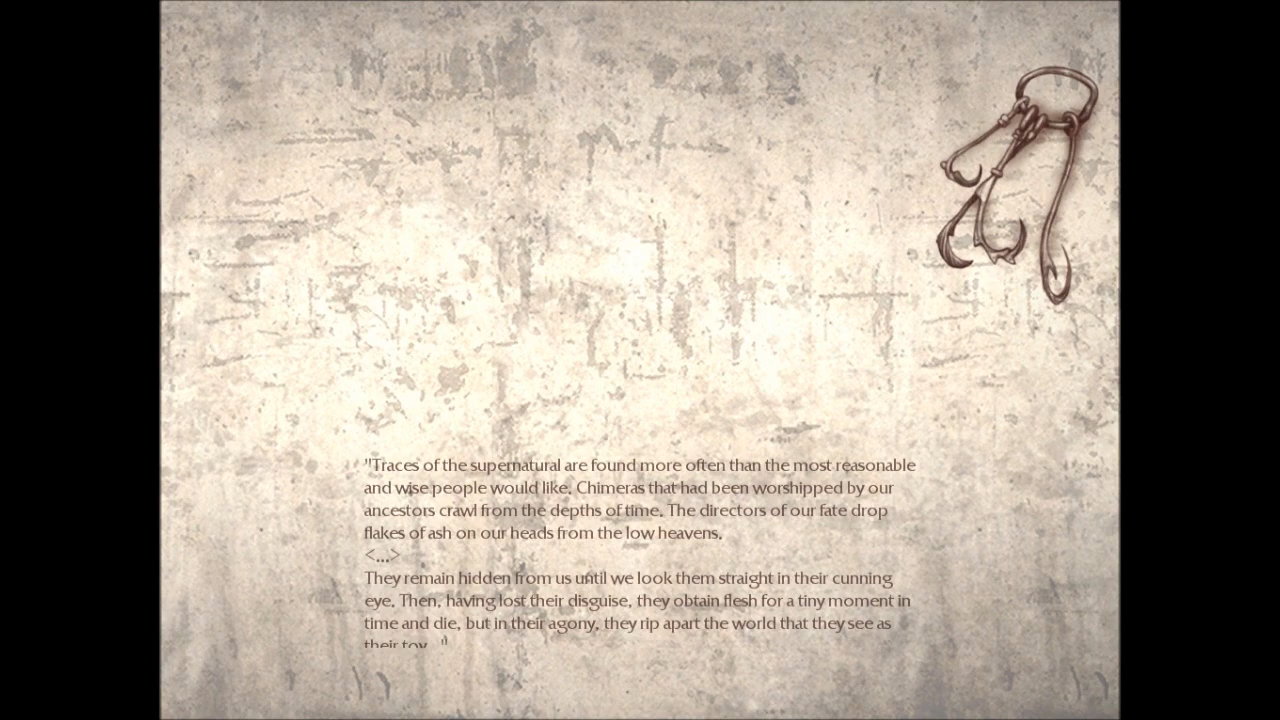 "Traces of the supernatural are found more often than the most reasonable
and wise people would like. Chimeras that had been worshipped by our
ancestors crawl from the depths of time. The directors of our fate drop
flakes of ash on our heads from the low heavens.
<...>
They remain hidden from us until we look them straight in their cunning
eye. Then, having lost their disguise, they obtain flesh for a tiny moment in
time and die, but in their agony, they rip apart the world that they see as
their toy..."